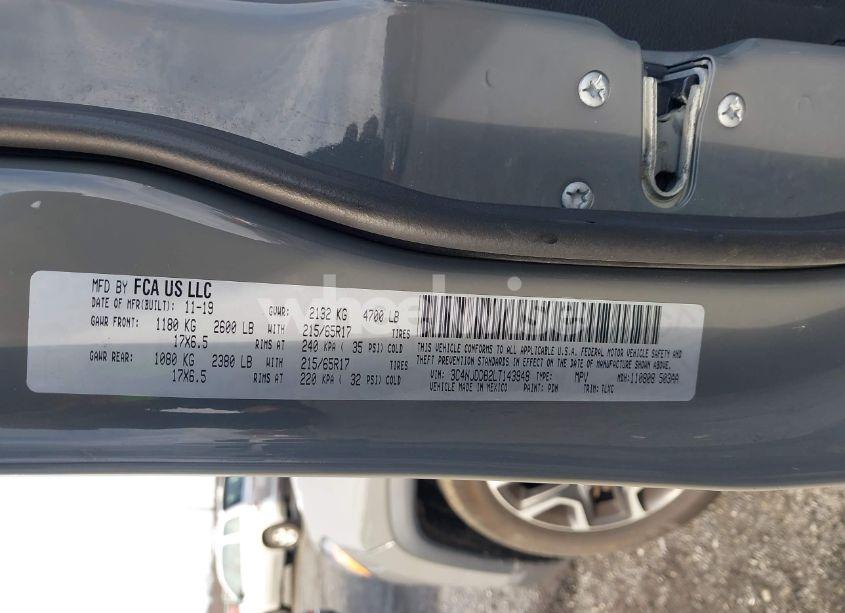 MFD BY FCA US LLC
DATE OF MFR(BUILT): 11-19 GVWR: 2132 KG 4700 LB
GAWR FRONT: 1180 KG 2600 LB WITH 215/65R17 TIRES
17X6.5 RIMS AT 240 KPA ( 35 PSI) COLD
GAWR REAR: 1080 KG 2380 LB WITH 215/65R17 TIRES
17X6.5 RIMS AT 220 KPA ( 32 PSI) COLD
THIS VEHICLE CONFORMS TO ALL APPLICABLE U.S.A. FEDERAL MOTOR VEHICLE SAFETY AND
THEFT PREVENTION STANDARDS IN EFFECT ON THE DATE OF MANUFACTURE SHOWN ABOVE.
VIN: 3C4NJDDB2LT143948 TYPE: MPV MDH: 110808 503AA
VEHICLE MADE IN MEXICO PAINT: PDN TRIM: